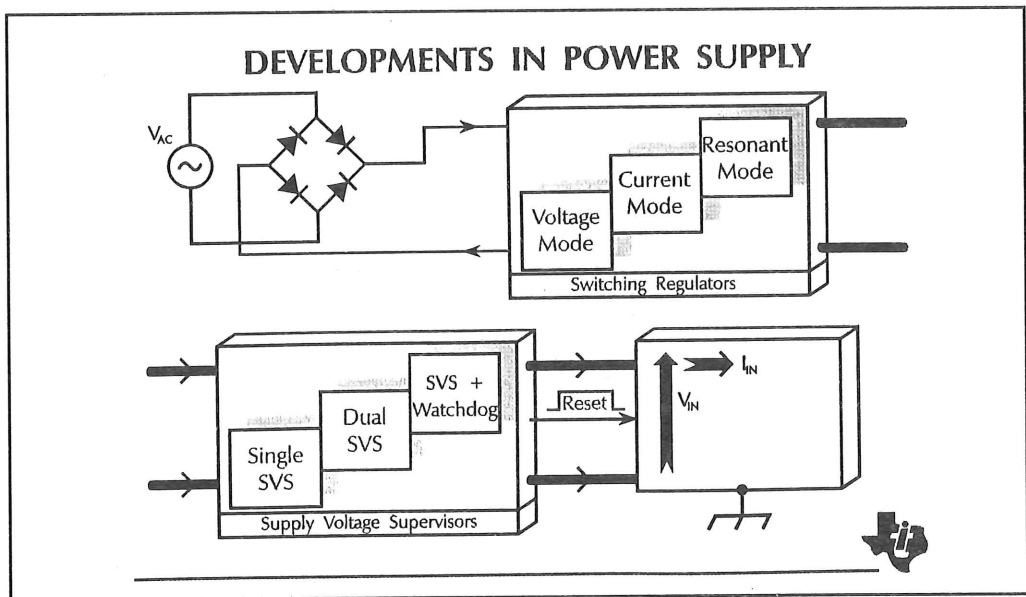 DEVELOPMENTS IN POWER SUPPLY
VAC
Voltage
Mode
Current
Mode
Resonant
Mode
Switching Regulators
Single
SVS
Dual
SVS
SVS +
Watchdog
Supply Voltage Supervisors
Reset
VIN
IIN
ti